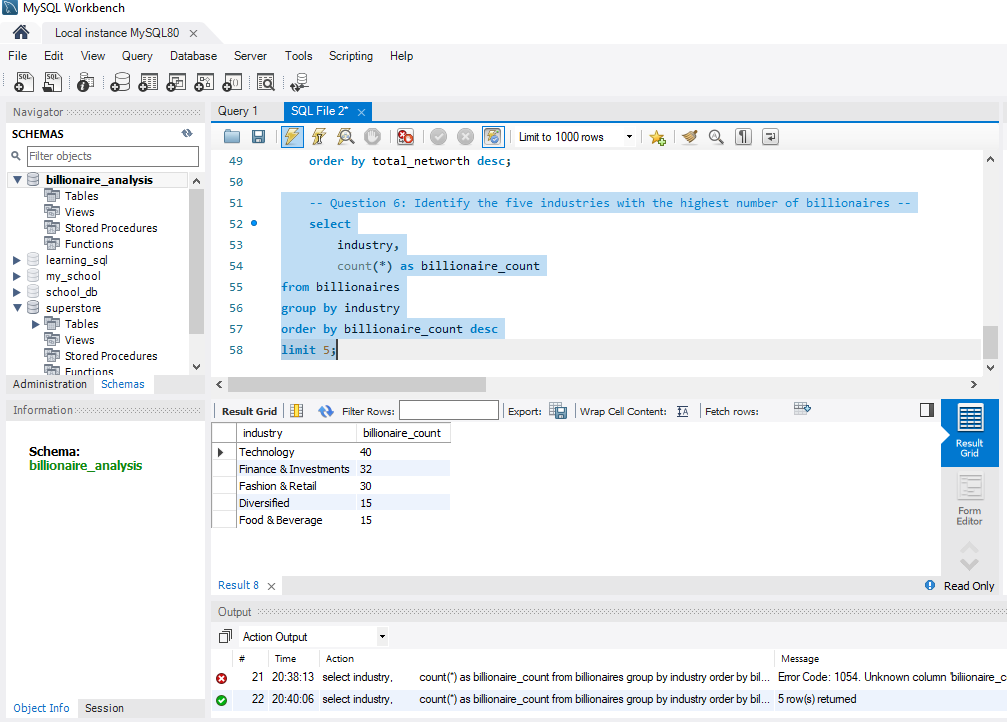 MySQL Workbench
Local instance MySQL80
File Edit View Query Database Server Tools Scripting Help
Navigator
SCHEMAS
Filter objects
billionaire_analysis
Tables
Views
Stored Procedures
Functions
learning_sql
my_school
school_db
superstore
Tables
Views
Stored Procedures
Functions
Administration Schemas
Information
Schema:
billionaire_analysis
Object Info Session
Query 1 SQL File 2*
Limit to 1000 rows
49 order by total_networth desc;
50
51 -- Question 6: Identify the five industries with the highest number of billionaires --
52 select
53 industry,
54 count(*) as billionaire_count
55 from billionaires
56 group by industry
57 order by billionaire_count desc
58 limit 5;
Result Grid Filter Rows: Export: Wrap Cell Content: Fetch rows:
industry billionaire_count
Technology 40
Finance & Investments 32
Fashion & Retail 30
Diversified 15
Food & Beverage 15
Result
Grid
Form
Editor
Result 8 Read Only
Output
Action Output
# Time Action Message
21 20:38:13 select industry, count(*) as billionaire_count from billionaires group by industry order by bil... Error Code: 1054. Unknown column 'biilionaire_c
22 20:40:06 select industry, count(*) as billionaire_count from billionaires group by industry order by bil... 5 row(s) returned